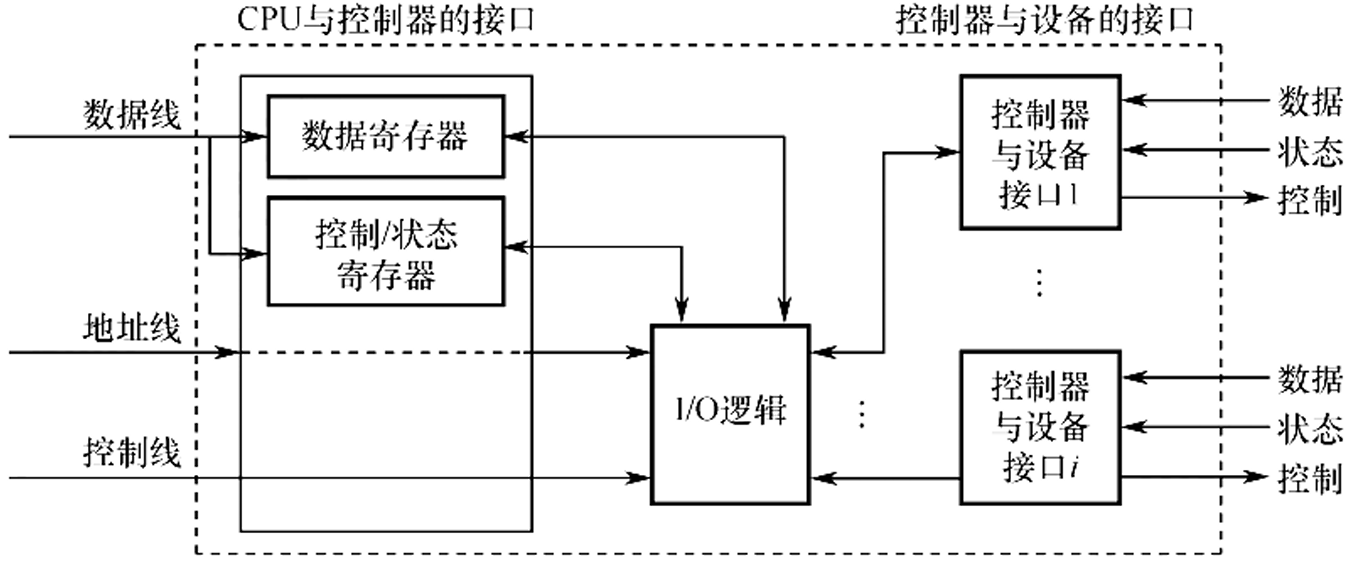 CPU与控制器的接口
控制器与设备的接口
数据线
数据寄存器
控制/状态
寄存器
地址线
控制线
I/O逻辑
⋮
控制器
与设备
接口1
数据
状态
控制
⋮
控制器
与设备
接口i
数据
状态
控制